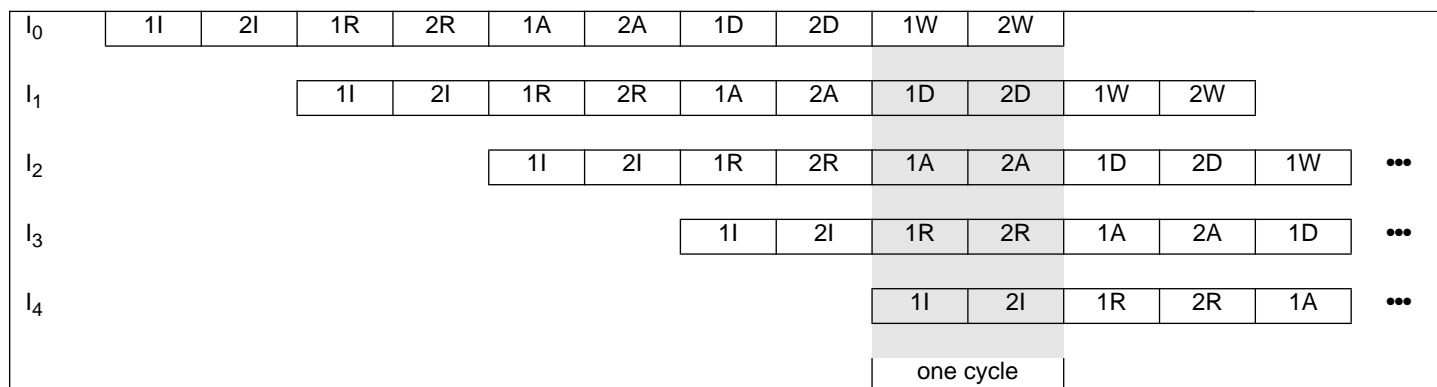 I0 1I 2I 1R 2R 1A 2A 1D 2D 1W 2W
I1 1I 2I 1R 2R 1A 2A 1D 2D 1W 2W
I2 1I 2I 1R 2R 1A 2A 1D 2D 1W •••
I3 1I 2I 1R 2R 1A 2A 1D •••
I4 1I 2I 1R 2R 1A •••
one cycle